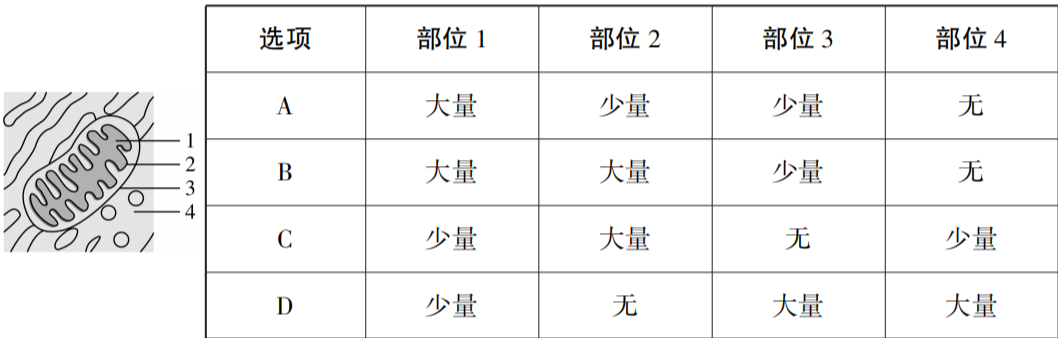 选项 部位 1 部位 2 部位 3 部位 4
A 大量 少量 少量 无
B 大量 大量 少量 无
C 少量 大量 无 少量
D 少量 无 大量 大量
1
2
3
4